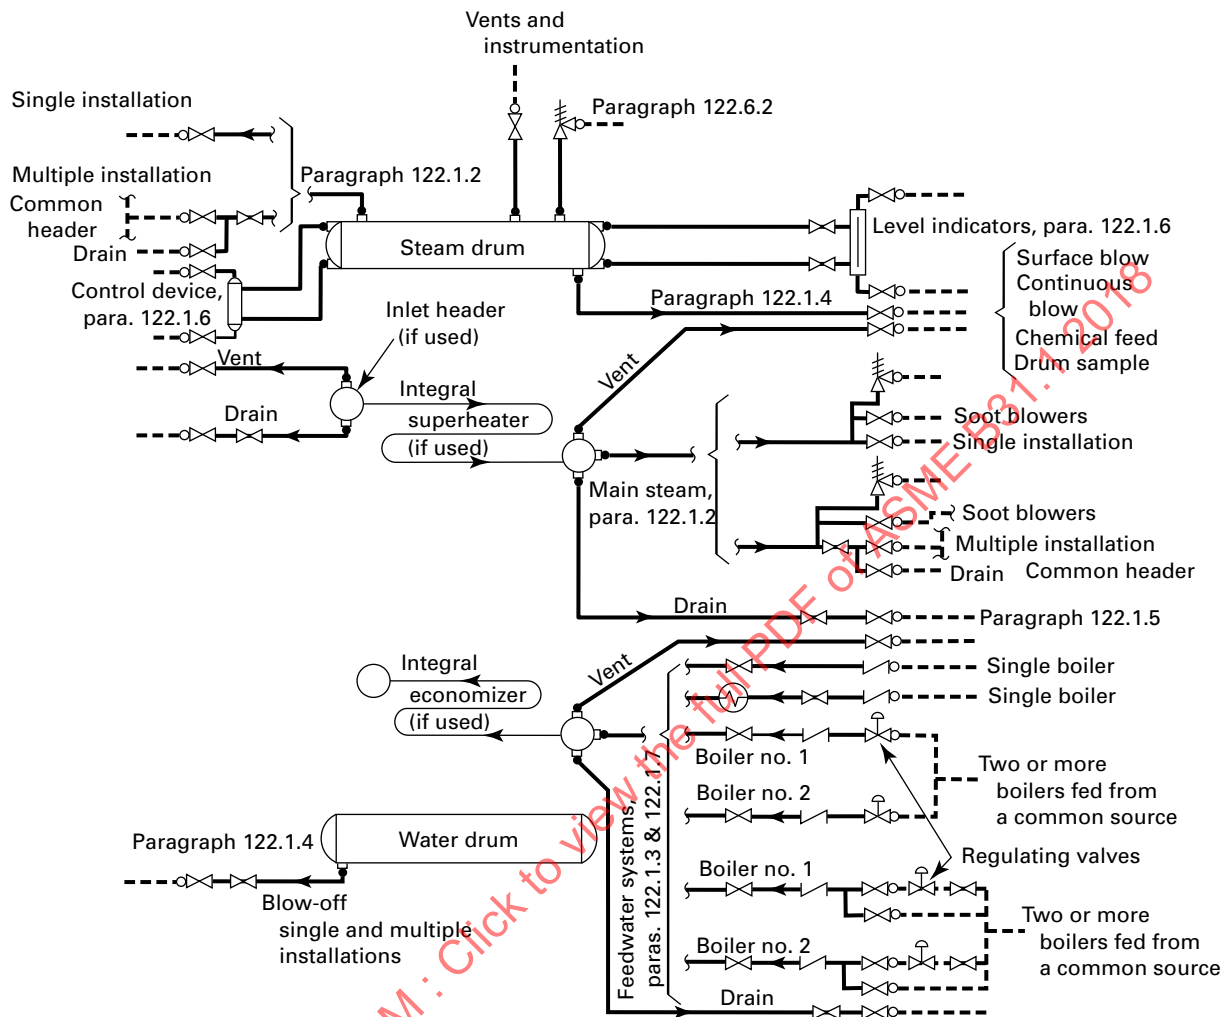 Vents and
instrumentation
Single installation
Paragraph 122.6.2
Multiple installation
Paragraph 122.1.2
Common
header
Drain
Steam drum
Level indicators, para. 122.1.6
Surface blow
Continuous
blow
Chemical feed
Drum sample
Control device,
para. 122.1.6
Paragraph 122.1.4
Inlet header
(if used)
Vent
Vent
Integral
superheater
(if used)
Drain
Soot blowers
Single installation
Main steam,
para. 122.1.2
Soot blowers
Multiple installation
Drain
Common header
Drain
Paragraph 122.1.5
Integral
economizer
(if used)
Vent
Single boiler
Single boiler
Boiler no. 1
Two or more
boilers fed from
a common source
Boiler no. 2
Regulating valves
Paragraph 122.1.4
Water drum
Feedwater systems,
paras. 122.1.3 & 122.1.7
Boiler no. 1
Blow-off
single and multiple
installations
Two or more
boilers fed from
a common source
Boiler no. 2
Drain
M : Click to view the full PDF of ASME B31.1 2018